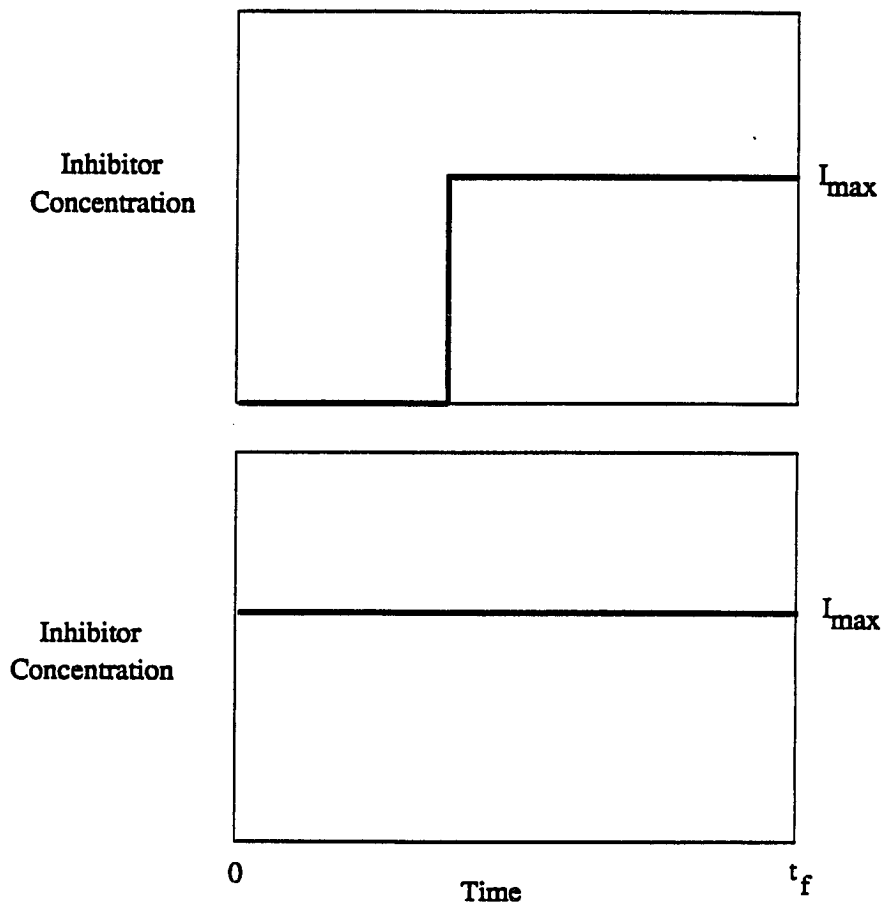 Inhibitor
Concentration
I_max
Inhibitor
Concentration
I_max
0
Time
t_f